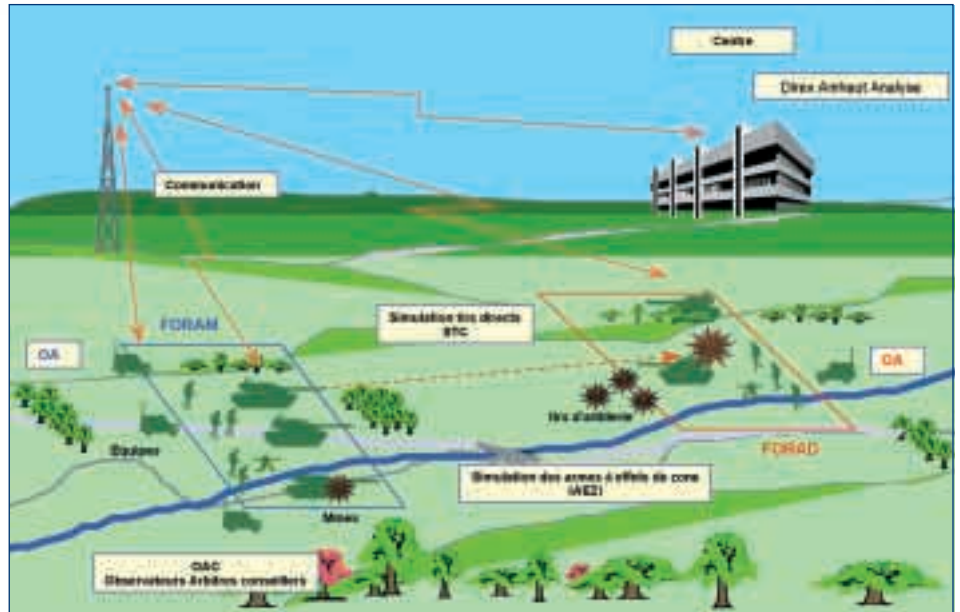 Centre
Direx Amhaut Analyse
Communication
FORAM
Simulation tirs directs
STC
OA
OA
tirs d'artillerie
Equipes
FORAD
Simulation des armes à effets de zone
(AEZ)
Mines
OAC
Observateurs Arbitres conseillers